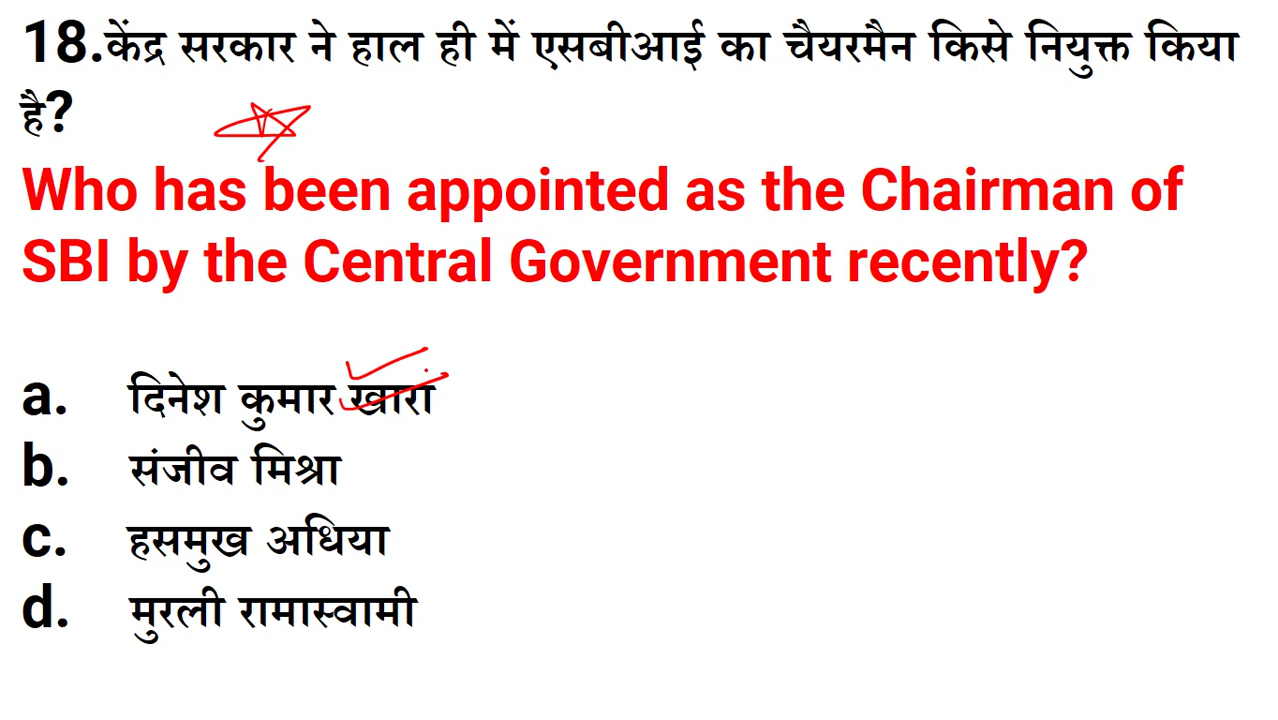 18.केंद्र सरकार ने हाल ही में एसबीआई का चैयरमैन किसे नियुक्त किया
है?
Who has been appointed as the Chairman of
SBI by the Central Government recently?
a. दिनेश कुमार खारा
b. संजीव मिश्रा
c. हसमुख अधिया
d. मुरली रामास्वामी